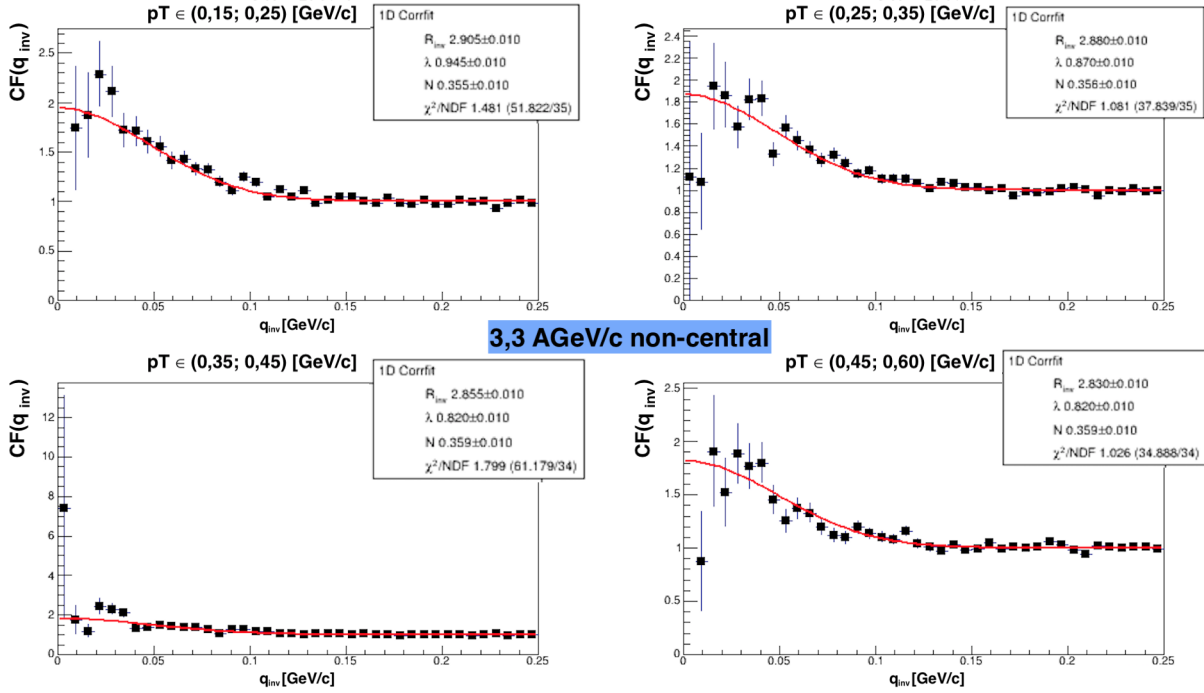 pT ∈ (0,15; 0,25) [GeV/c]
1D Corrfit
R_inv 2.905±0.010
λ 0.945±0.010
N 0.355±0.010
χ²/NDF 1.481 (51.822/35)
CF(q_inv)
2.5
2
1.5
1
0.5
0
0 0.05 0.1 0.15 0.2 0.25
q_inv[GeV/c]
pT ∈ (0,25; 0,35) [GeV/c]
1D Corrfit
R_inv 2.880±0.010
λ 0.870±0.010
N 0.356±0.010
χ²/NDF 1.081 (37.839/35)
CF(q_inv)
2.4
2.2
2
1.8
1.6
1.4
1.2
1
0.8
0.6
0.4
0.2
0
0 0.05 0.1 0.15 0.2 0.25
q_inv[GeV/c]
3,3 AGeV/c non-central
pT ∈ (0,35; 0,45) [GeV/c]
1D Corrfit
R_inv 2.855±0.010
λ 0.820±0.010
N 0.359±0.010
χ²/NDF 1.799 (61.179/34)
CF(q_inv)
12
10
8
6
4
2
0
0 0.05 0.1 0.15 0.2 0.25
q_inv[GeV/c]
pT ∈ (0,45; 0,60) [GeV/c]
1D Corrfit
R_inv 2.830±0.010
λ 0.820±0.010
N 0.359±0.010
χ²/NDF 1.026 (34.888/34)
CF(q_inv)
2.5
2
1.5
1
0.5
0
0 0.05 0.1 0.15 0.2 0.25
q_inv[GeV/c]